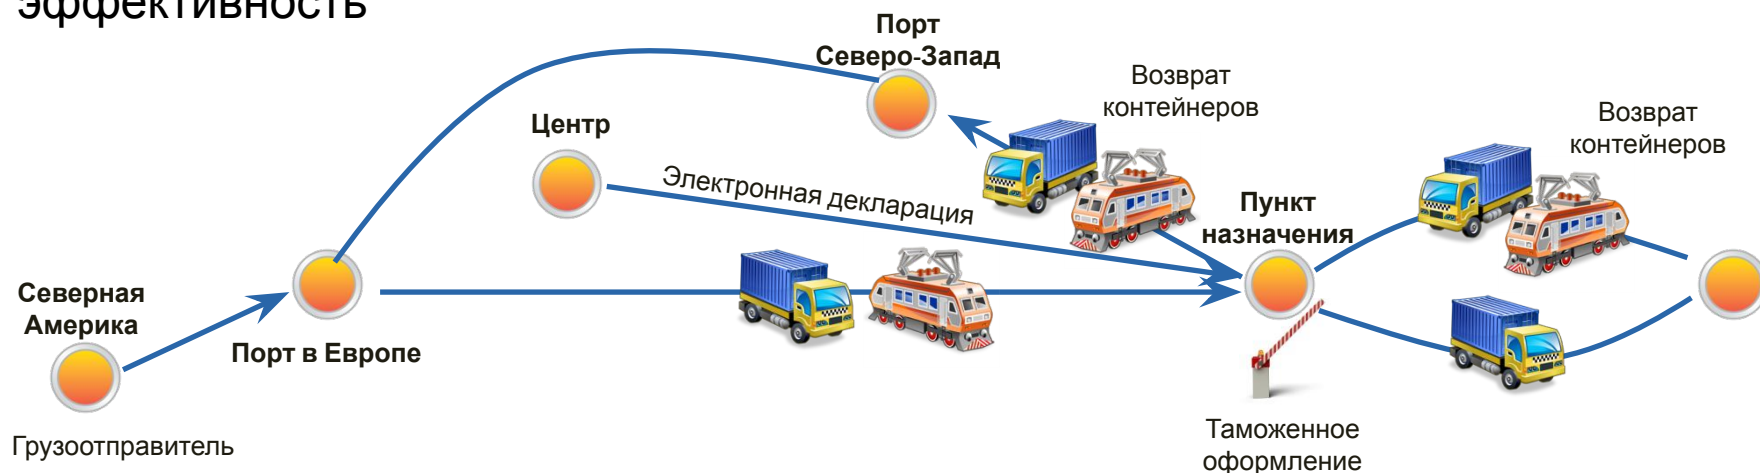 эффективность
Порт
Северо-Запад
Возврат
контейнеров
Возврат
контейнеров
Центр
Электронная декларация
Пункт
назначения
Северная
Америка
Порт в Европе
Грузоотправитель
Таможенное
оформление